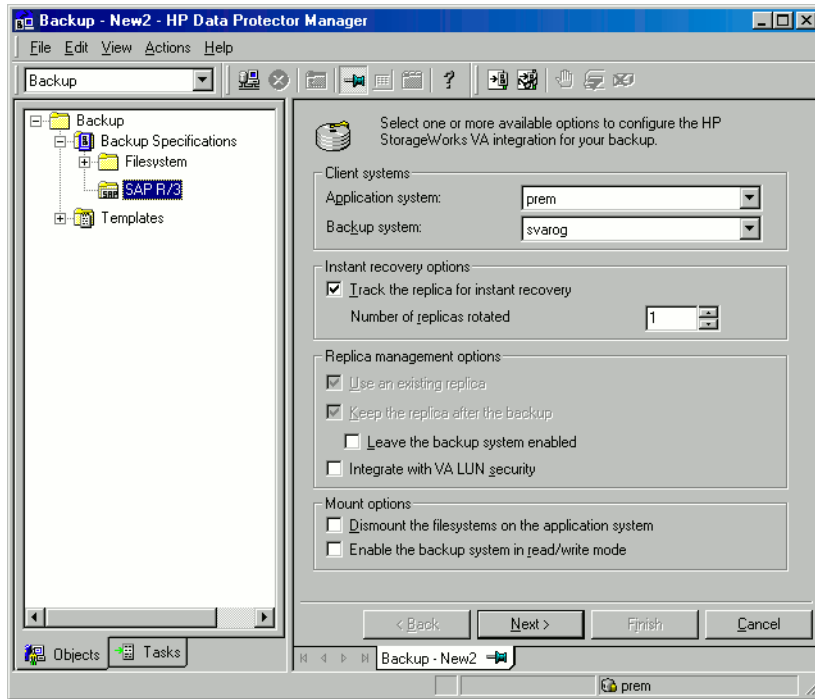 Backup - New2 - HP Data Protector Manager
File Edit View Actions Help
Backup
Backup
Backup Specifications
Filesystem
SAP R/3
Templates
Select one or more available options to configure the HP
StorageWorks VA integration for your backup.
Client systems
Application system: prem
Backup system: svarog
Instant recovery options
Track the replica for instant recovery
Number of replicas rotated 1
Replica management options
Use an existing replica
Keep the replica after the backup
Leave the backup system enabled
Integrate with VA LUN security
Mount options
Dismount the filesystems on the application system
Enable the backup system in read/write mode
< Back Next > Finish Cancel
Objects Tasks
Backup - New2
prem